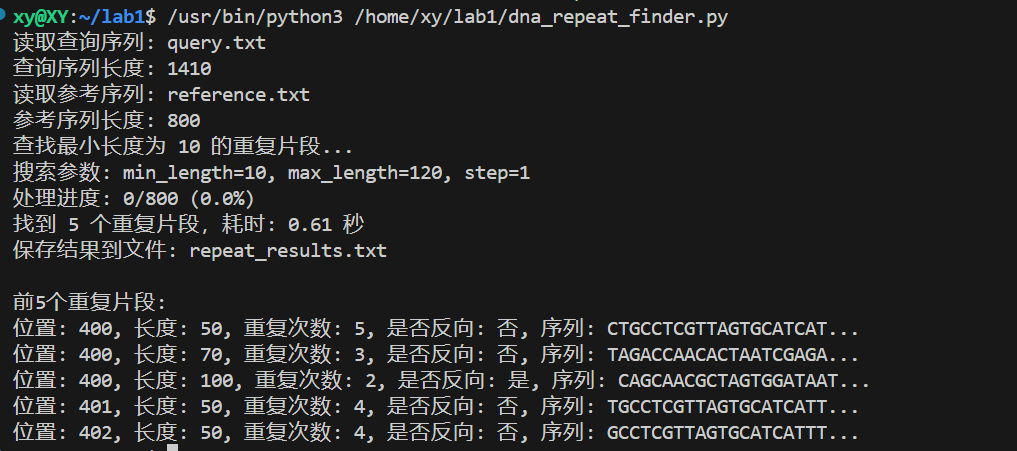 xy@XY:~/lab1$ /usr/bin/python3 /home/xy/lab1/dna_repeat_finder.py
读取查询序列: query.txt
查询序列长度: 1410
读取参考序列: reference.txt
参考序列长度: 800
查找最小长度为 10 的重复片段...
搜索参数: min_length=10, max_length=120, step=1
处理进度: 0/800 (0.0%)
找到 5 个重复片段, 耗时: 0.61 秒
保存结果到文件: repeat_results.txt
前5个重复片段:
位置: 400, 长度: 50, 重复次数: 5, 是否反向: 否, 序列: CTGCCTCGTTAGTGCATCAT...
位置: 400, 长度: 70, 重复次数: 3, 是否反向: 否, 序列: TAGACCAACACTAATCGAGA...
位置: 400, 长度: 100, 重复次数: 2, 是否反向: 是, 序列: CAGCAACGCTAGTGGATAAT...
位置: 401, 长度: 50, 重复次数: 4, 是否反向: 否, 序列: TGCCTCGTTAGTGCATCATT...
位置: 402, 长度: 50, 重复次数: 4, 是否反向: 否, 序列: GCCTCGTTAGTGCATCATTT...